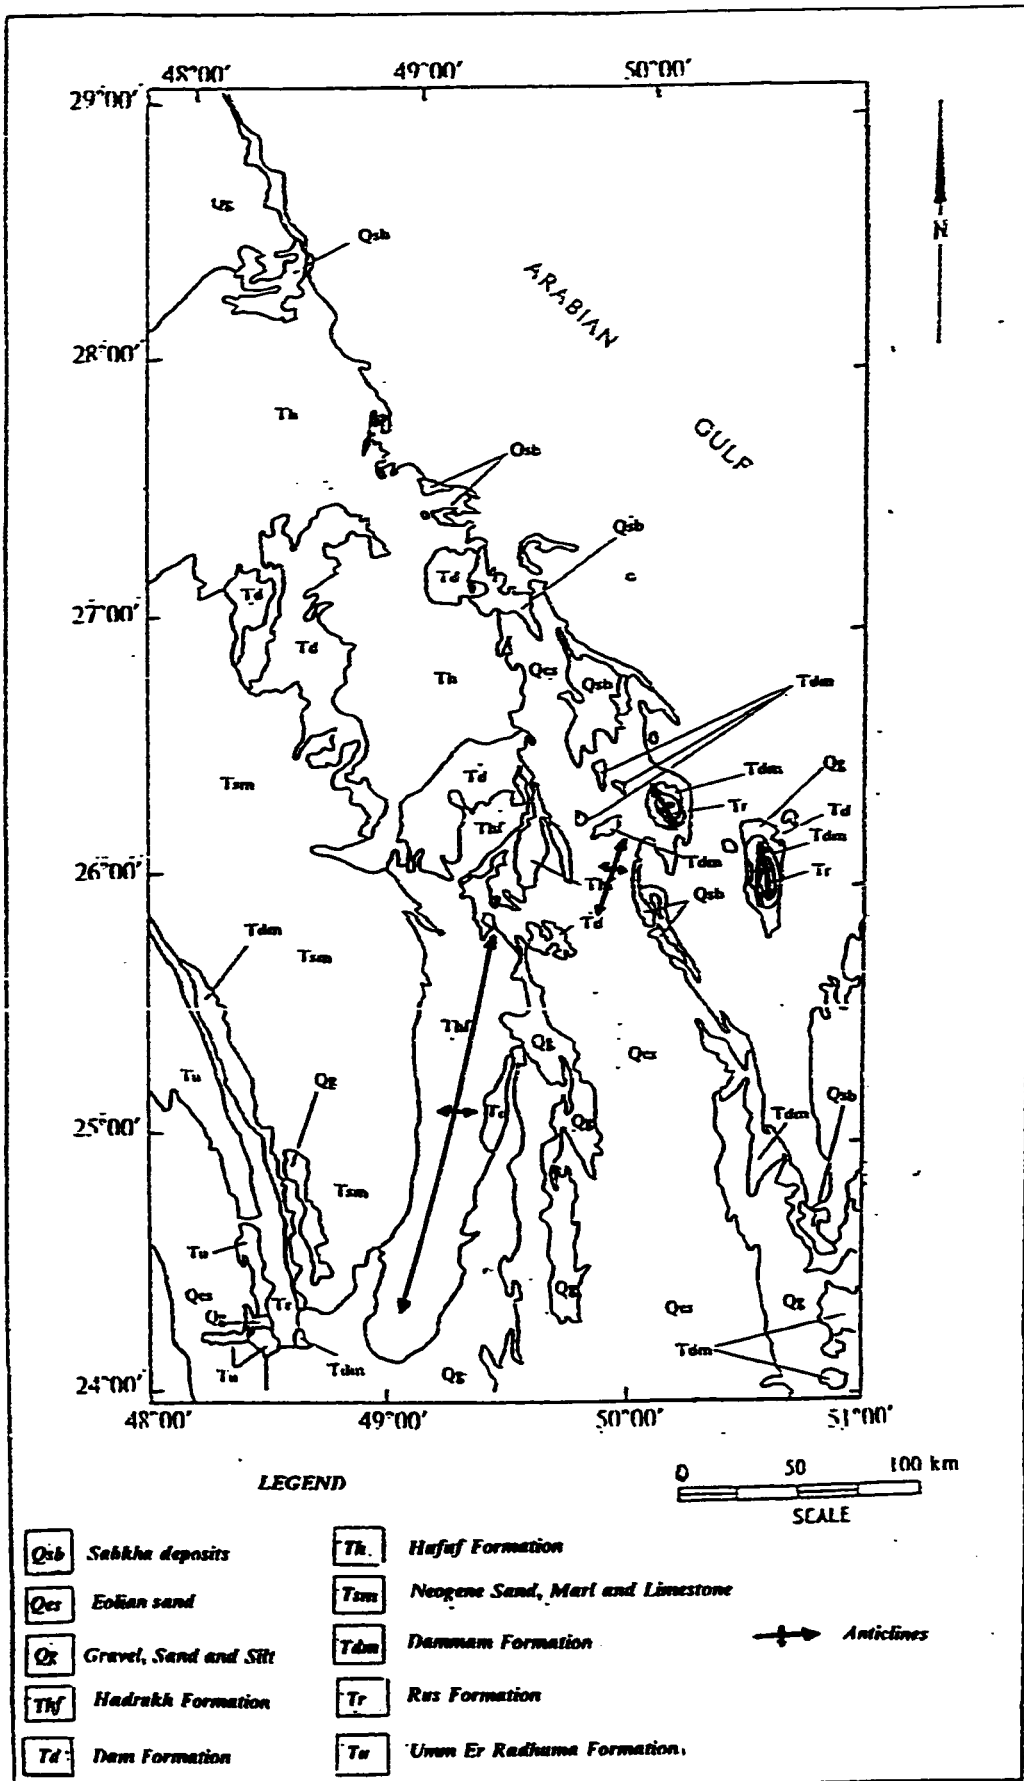 48°00′ 49°00′ 50°00′
29°00′
N
Qg
Qsb
ARABIAN
28°00′
Th
GULF
Qsb
Qsb
Td
Td
27°00′
Td
Th
Qes
Qsb
Tdm
Td
Tsm
Tdm
Qg
Tr
Td
Thf
Tdm
Tdm
26°00′
Tr
Qsb
Td
Tdm
Tsm
Thf
Qg
Qes
Tu
Qg
Qsb
Tdm
25°00′
Qg
Tsm
Tu
Qes
Tr
Qg
Qes
Qg
Qg
Tdm
Tu
Tdm
Qg
24°00′
48°00′ 49°00′ 50°00′ 51°00′
LEGEND
0 50 100 km
SCALE
Qsb Sabkha deposits
Qes Eolian sand
Qg Gravel, Sand and Silt
Thf Hadrukh Formation
Td Dam Formation
Th Hufuf Formation
Tsm Neogene Sand, Marl and Limestone
Tdm Dammam Formation
Tr Rus Formation
Tu Umm Er Radhuma Formation
Anticlines